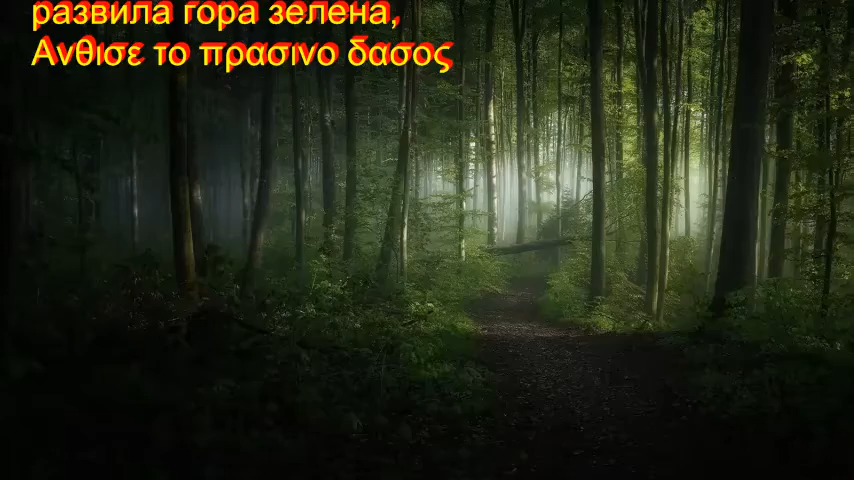 развила гора зелена,
Ανθισε το πρασινο δασος